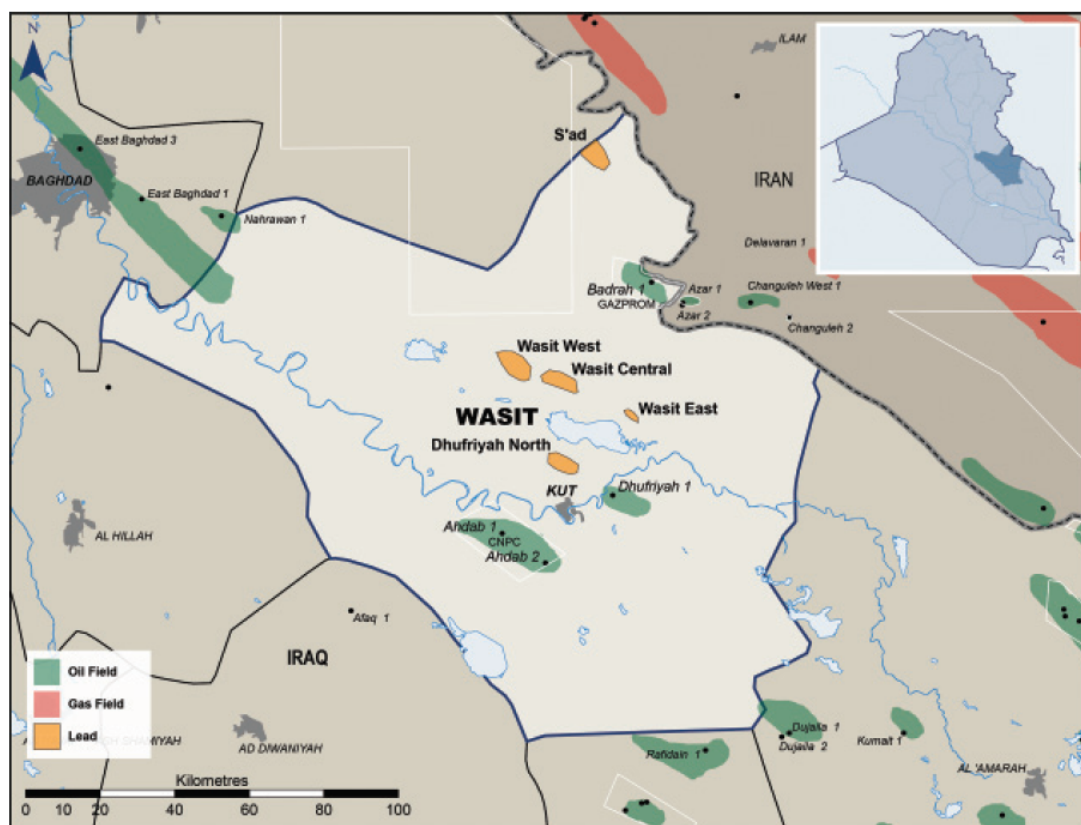 N
ILAM
S'ad
East Baghdad 3
BAGHDAD
East Baghdad 1
Nahrawan 1
IRAN
Delavaran 1
Badrah 1
GAZPROM
Azar 1
Azar 2
Changuleh West 1
Changuleh 2
Wasit West
Wasit Central
WASIT
Wasit East
Dhufriyah North
KUT
Dhufriyah 1
Ahdab 1
CNPC
Ahdab 2
AL HILLAH
Afaq 1
IRAQ
Oil Field
Gas Field
Lead
SHAMIYAH
AD DIWANIYAH
Dujaila 1
Dujaila 2
Kumait 1
Rafidain 1
AL 'AMARAH
Kilometres
0 20 40 60 80 100